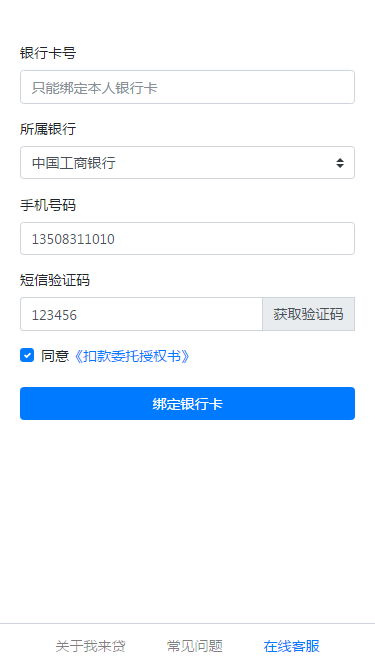 银行卡号
只能绑定本人银行卡
所属银行
中国工商银行
手机号码
13508311010
短信验证码
123456 获取验证码
同意《扣款委托授权书》
绑定银行卡
关于我来贷 常见问题 在线客服